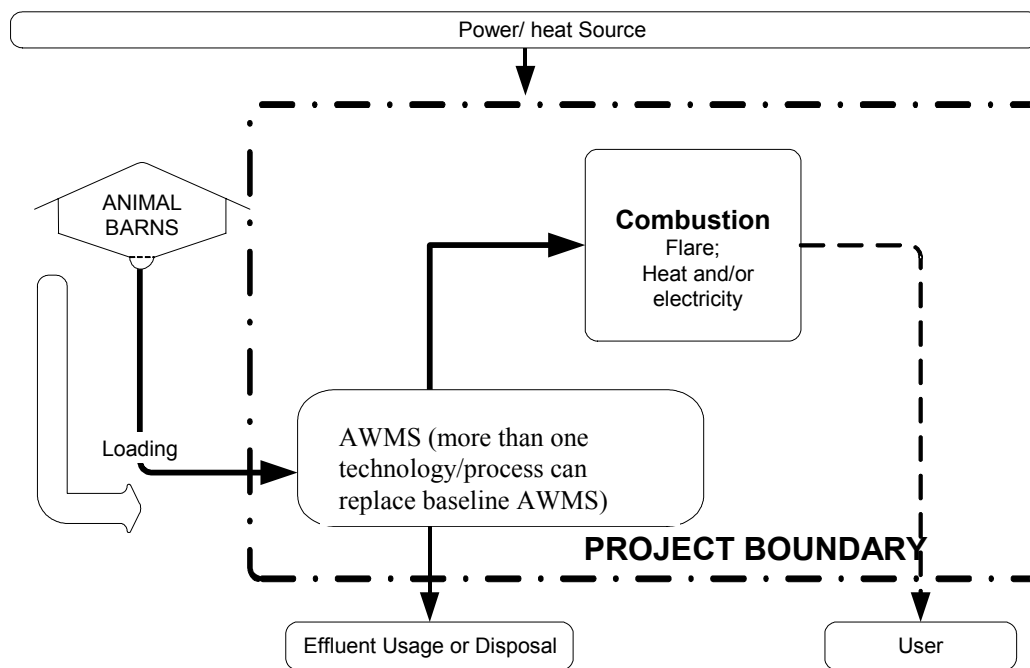 Power/ heat Source
ANIMAL
BARNS
Combustion
Flare;
Heat and/or
electricity
Loading
AWMS (more than one
technology/process can
replace baseline AWMS)
PROJECT BOUNDARY
Effluent Usage or Disposal
User